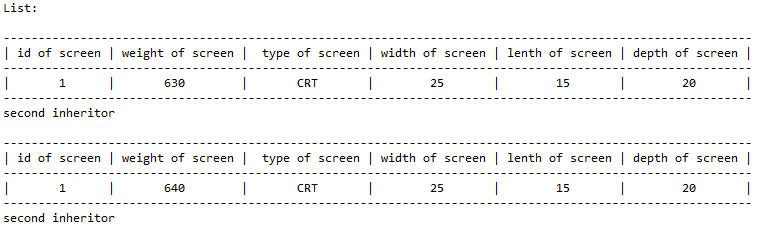 List:
-----------------------------------------------------------------------------------------------------------
| id of screen | weight of screen |  type of screen | width of screen | lenth of screen | depth of screen |
-----------------------------------------------------------------------------------------------------------
|       1      |       630        |       CRT       |        25       |        15       |        20       |
-----------------------------------------------------------------------------------------------------------
second inheritor
-----------------------------------------------------------------------------------------------------------
| id of screen | weight of screen |  type of screen | width of screen | lenth of screen | depth of screen |
-----------------------------------------------------------------------------------------------------------
|       1      |       640        |       CRT       |        25       |        15       |        20       |
-----------------------------------------------------------------------------------------------------------
second inheritor